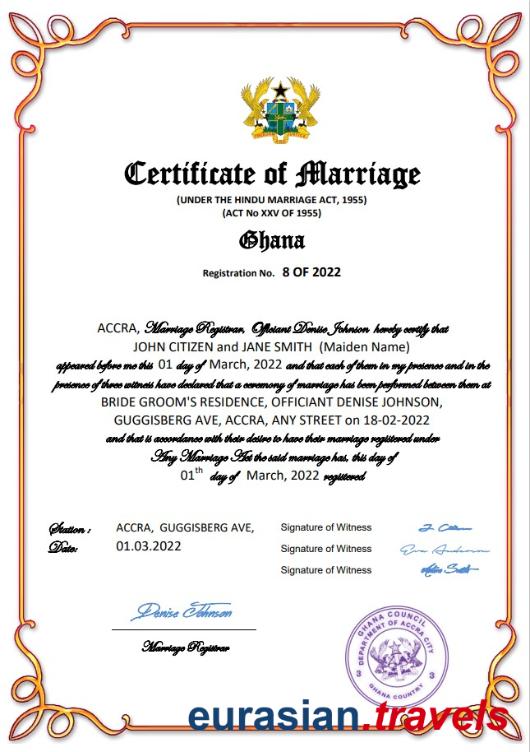 Certificate of Marriage
(UNDER THE HINDU MARRIAGE ACT, 1955)
(ACT No XXV OF 1955)
Ghana
Registration No. 8 OF 2022
ACCRA, Marriage Registrar, Officiant Denise Johnson hereby certify that
JOHN CITIZEN and JANE SMITH (Maiden Name)
appeared before me this 01 day of March, 2022 and that each of them in my presence and in the
presence of three witness have declared that a ceremony of marriage has been performed between them at
BRIDE GROOM'S RESIDENCE, OFFICIANT DENISE JOHNSON,
GUGGISBERG AVE, ACCRA, ANY STREET on 18-02-2022
and that is accordance with their desire to have their marriage registered under
Any Marriage Act the said marriage has, this day of
01th day of March, 2022 registered
Station : ACCRA, GUGGISBERG AVE,
Date: 01.03.2022
Signature of Witness J. Citizen
Signature of Witness Eva Anderson
Signature of Witness Smith
Denise Johnson
Marriage Registrar
GHANA COUNCIL
DEPARTMENT OF ACCRA CITY
3 3
GHANA COUNTRY
eurasian.travels